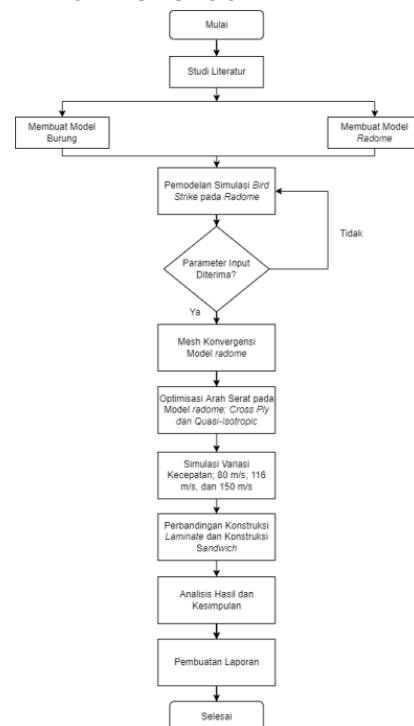 Mulai
Studi Literatur
Membuat Model
Burung
Membuat Model
Radome
Pemodelan Simulasi Bird
Strike pada Radome
Tidak
Parameter Input
Diterima?
Ya
Mesh Konvergensi
Model radome
Optimisasi Arah Serat pada
Model radome; Cross Ply
dan Quasi-Isotropic
Simulasi Variasi
Kecepatan; 80 m/s, 116
m/s, dan 150 m/s
Perbandingan Konstruksi
Laminate dan Konstruksi
Sandwich
Analisis Hasil dan
Kesimpulan
Pembuatan Laporan
Selesai